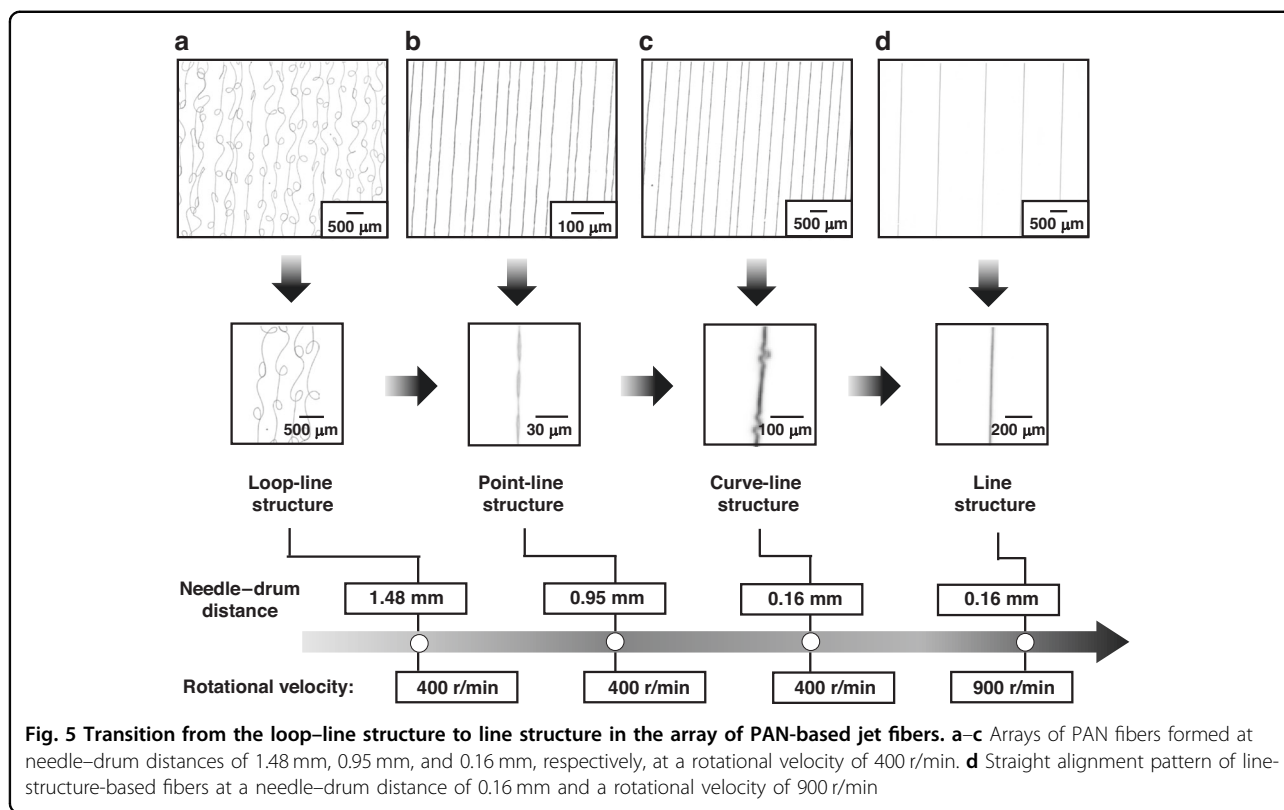 a
b
c
d
500 μm
100 μm
500 μm
500 μm
500 μm
30 μm
100 μm
200 μm
Loop-line
structure
Point-line
structure
Curve-line
structure
Line
structure
Needle–drum
distance
1.48 mm
0.95 mm
0.16 mm
0.16 mm
Rotational velocity:
400 r/min
400 r/min
400 r/min
900 r/min
Fig. 5 Transition from the loop–line structure to line structure in the array of PAN-based jet fibers. a–c Arrays of PAN fibers formed at
needle–drum distances of 1.48 mm, 0.95 mm, and 0.16 mm, respectively, at a rotational velocity of 400 r/min. d Straight alignment pattern of line-
structure-based fibers at a needle–drum distance of 0.16 mm and a rotational velocity of 900 r/min